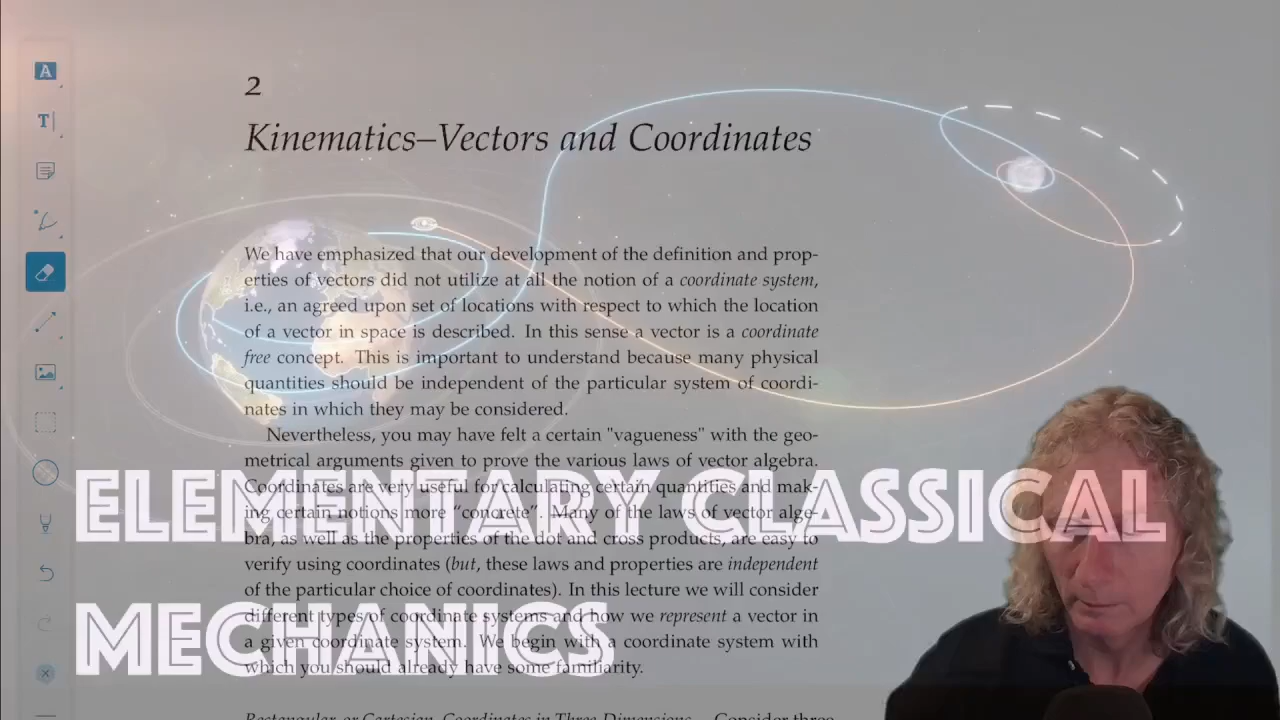 2
Kinematics–Vectors and Coordinates
We have emphasized that our development of the definition and prop-
erties of vectors did not utilize at all the notion of a coordinate system,
i.e., an agreed upon set of locations with respect to which the location
of a vector in space is described. In this sense a vector is a coordinate
free concept. This is important to understand because many physical
quantities should be independent of the particular system of coordi-
nates in which they may be considered.
Nevertheless, you may have felt a certain "vagueness" with the geo-
metrical arguments given to prove the various laws of vector algebra.
Coordinates are very useful for calculating certain quantities and mak-
ing certain notions more “concrete”. Many of the laws of vector alge-
bra, as well as the properties of the dot and cross products, are easy to
verify using coordinates (but, these laws and properties are independent
of the particular choice of coordinates). In this lecture we will consider
different types of coordinate systems and how we represent a vector in
a given coordinate system. We begin with a coordinate system with
which you should already have some familiarity.
Rectangular or Cartesian Coordinates in Three Dimensions Consider three
ELEMENTARY CLASSICAL
MECHANICS
A
T